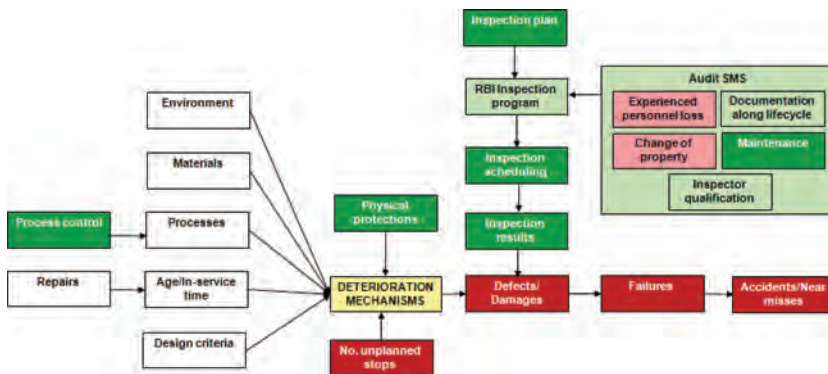 Inspection plan
Audit SMS
RBI Inspection
program
Experienced
personnel loss
Documentation
along lifecycle
Environment
Change of
property
Maintenance
Materials
Inspection
scheduling
Inspector
qualification
Physical
protections
Process control
Processes
Inspection
results
Repairs
Age/In-service
time
DETERIORATION
MECHANISMS
Defects/
Damages
Failures
Accidents/Near
misses
Design criteria
No. unplanned
stops